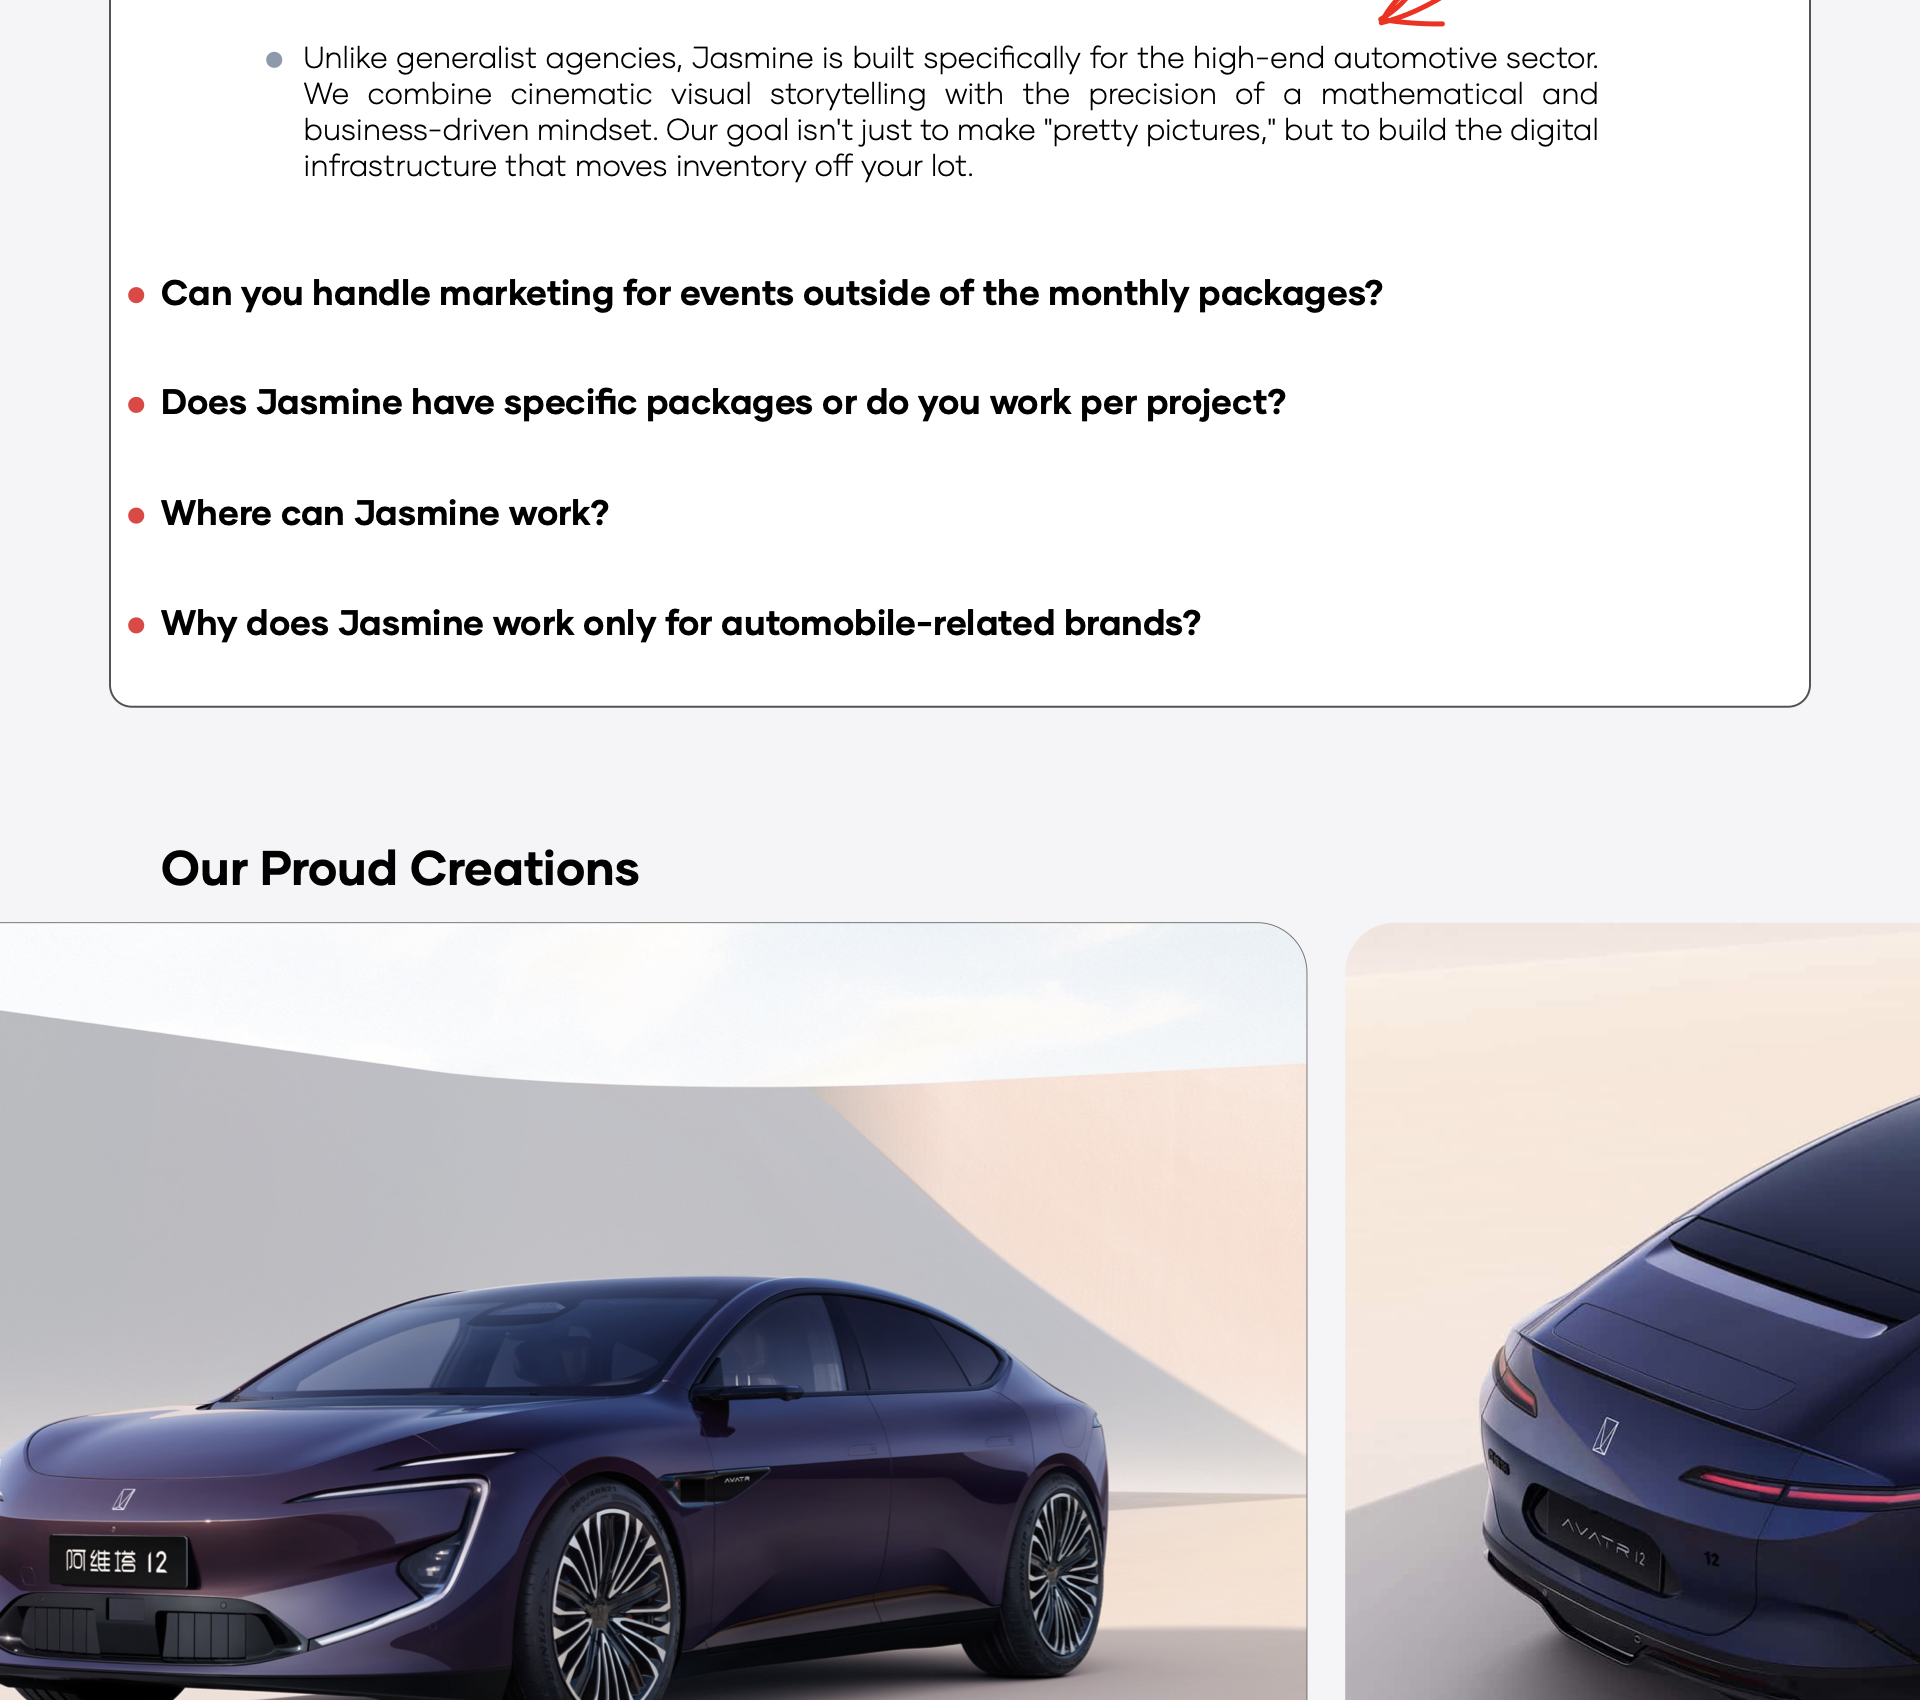 Unlike generalist agencies, Jasmine is built specifically for the high-end automotive sector.
We combine cinematic visual storytelling with the precision of a mathematical and
business-driven mindset. Our goal isn't just to make "pretty pictures," but to build the digital
infrastructure that moves inventory off your lot.
Can you handle marketing for events outside of the monthly packages?
Does Jasmine have specific packages or do you work per project?
Where can Jasmine work?
Why does Jasmine work only for automobile-related brands?
Our Proud Creations
AVATR
阿维塔 12
AVATR 12
12